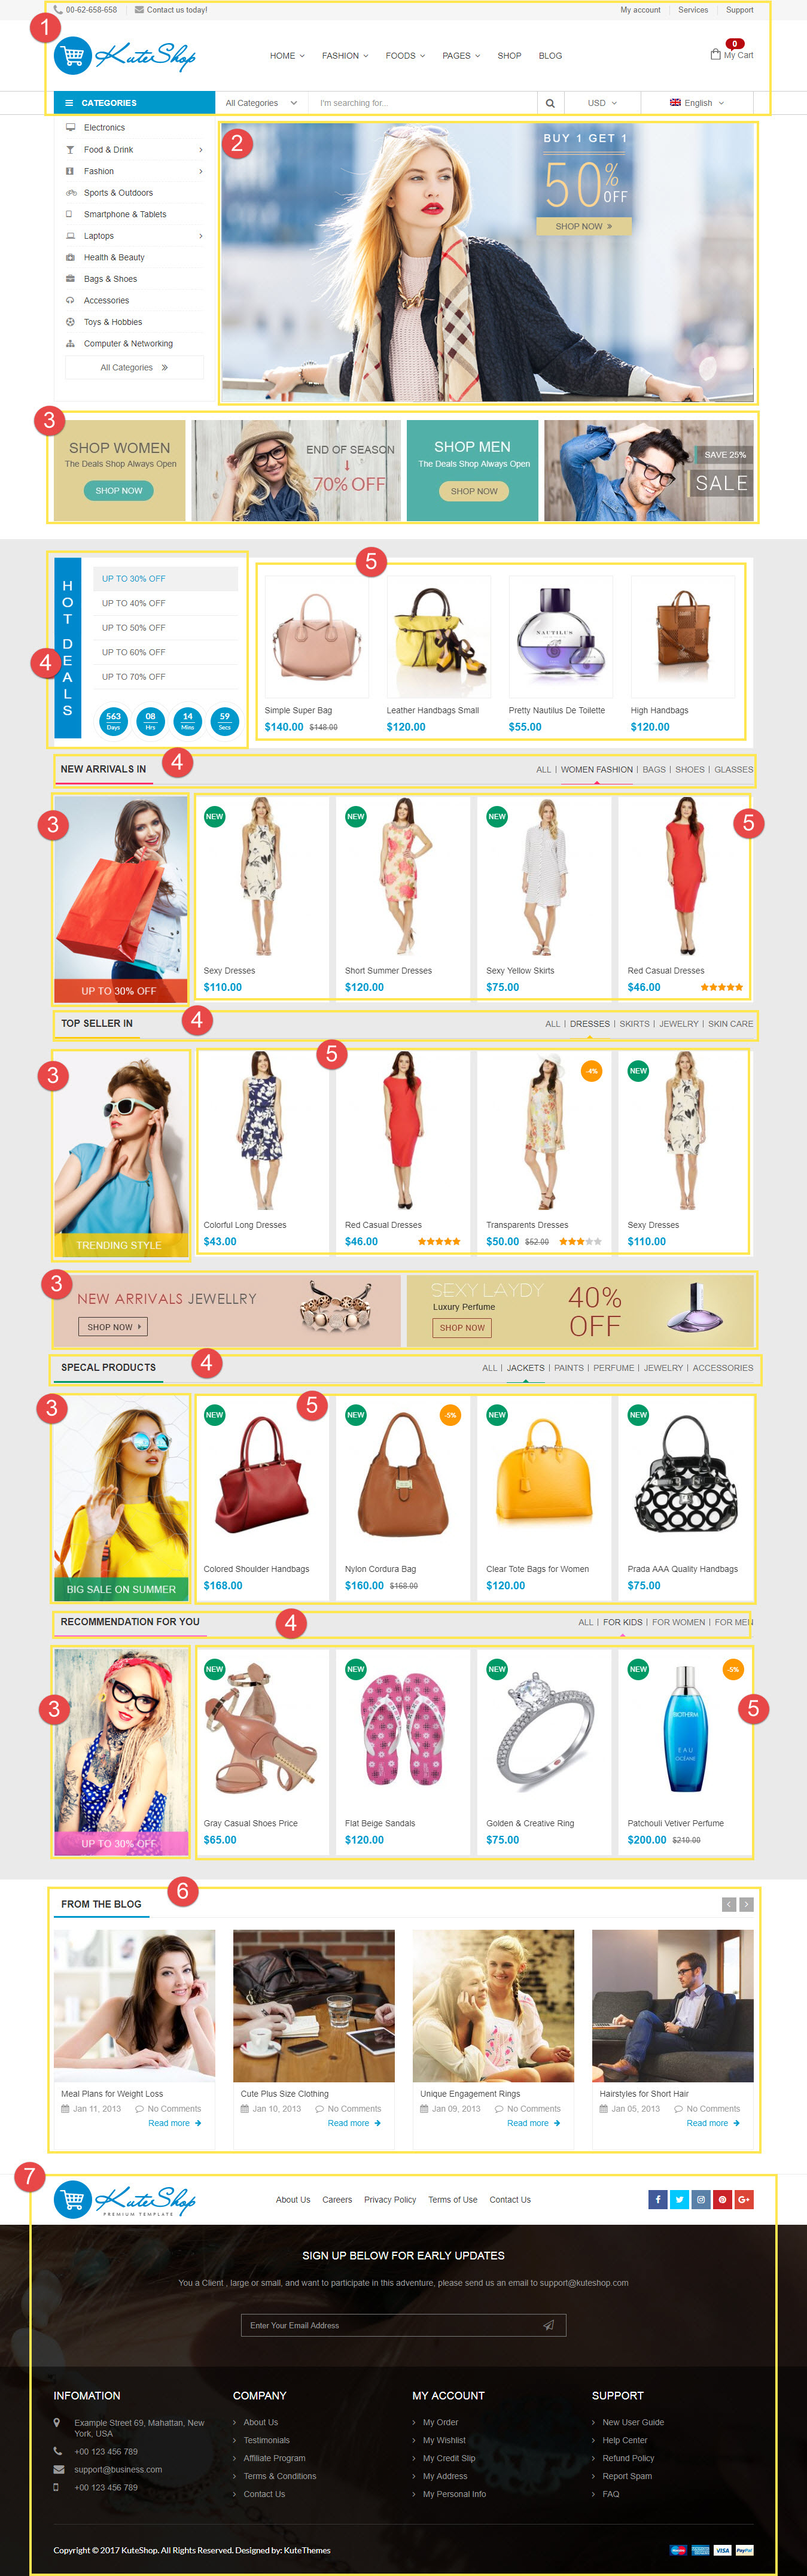 00-62-658-658 Contact us today! My account Services Support
1
KuteShop HOME FASHION FOODS PAGES SHOP BLOG 0 My Cart
CATEGORIES All Categories I'm searching for... USD English
Electronics
Food & Drink
Fashion
Sports & Outdoors
Smartphone & Tablets
Laptops
Health & Beauty
Bags & Shoes
Accessories
Toys & Hobbies
Computer & Networking
All Categories
2
BUY 1 GET 1
50% OFF
SHOP NOW
3
SHOP WOMEN
The Deals Shop Always Open
SHOP NOW
END OF SEASON
70% OFF
SHOP MEN
The Deals Shop Always Open
SHOP NOW
SAVE 25%
SALE
4
HOT DEALS
UP TO 30% OFF
UP TO 40% OFF
UP TO 50% OFF
UP TO 60% OFF
UP TO 70% OFF
563 08 14 59
Days Hrs Mins Secs
5
NAUTILUS
Simple Super Bag Leather Handbags Small Pretty Nautilus De Toilette High Handbags
$140.00 $148.00 $120.00 $55.00 $120.00
NEW ARRIVALS IN 4 ALL | WOMEN FASHION | BAGS | SHOES | GLASSES
3
UP TO 30% OFF
NEW NEW NEW 5
Sexy Dresses Short Summer Dresses Sexy Yellow Skirts Red Casual Dresses
$110.00 $120.00 $75.00 $46.00
TOP SELLER IN 4 ALL | DRESSES | SKIRTS | JEWELRY | SKIN CARE
3
TRENDING STYLE
5
-4% NEW
Colorful Long Dresses Red Casual Dresses Transparents Dresses Sexy Dresses
$43.00 $46.00 $50.00 $52.00 $110.00
3
NEW ARRIVALS JEWELLRY
SHOP NOW
SEXY LAYDY
Luxury Perfume
SHOP NOW
40%
OFF
SPECAL PRODUCTS 4 ALL | JACKETS | PAINTS | PERFUME | JEWELRY | ACCESSORIES
3
BIG SALE ON SUMMER
NEW 5 NEW -5% NEW NEW
Colored Shoulder Handbags Nylon Cordura Bag Clear Tote Bags for Women Prada AAA Quality Handbags
$168.00 $160.00 $168.00 $120.00 $75.00
RECOMMENDATION FOR YOU 4 ALL | FOR KIDS | FOR WOMEN | FOR MEN
3
UP TO 30% OFF
NEW NEW NEW NEW -5%
BIOTHERM
EAU
OCEANE
5
Gray Casual Shoes Price Flat Beige Sandals Golden & Creative Ring Patchouli Vetiver Perfume
$65.00 $120.00 $75.00 $200.00 $210.00
6
FROM THE BLOG
Meal Plans for Weight Loss Cute Plus Size Clothing Unique Engagement Rings Hairstyles for Short Hair
Jan 11, 2013 No Comments Jan 10, 2013 No Comments Jan 09, 2013 No Comments Jan 05, 2013 No Comments
Read more Read more Read more Read more
7
KuteShop About Us Careers Privacy Policy Terms of Use Contact Us
PREMIUM TEMPLATE
SIGN UP BELOW FOR EARLY UPDATES
You a Client , large or small, and want to participate in this adventure, please send us an email to support@kuteshop.com
Enter Your Email Address
INFOMATION
Example Street 69, Mahattan, New
York, USA
+00 123 456 789
support@business.com
+00 123 456 789
COMPANY
About Us
Testimonials
Affiliate Program
Terms & Conditions
Contact Us
MY ACCOUNT
My Order
My Wishlist
My Credit Slip
My Address
My Personal Info
SUPPORT
New User Guide
Help Center
Refund Policy
Report Spam
FAQ
Copyright © 2017 KuteShop. All Rights Reserved. Designed by: KuteThemes
VISA PayPal